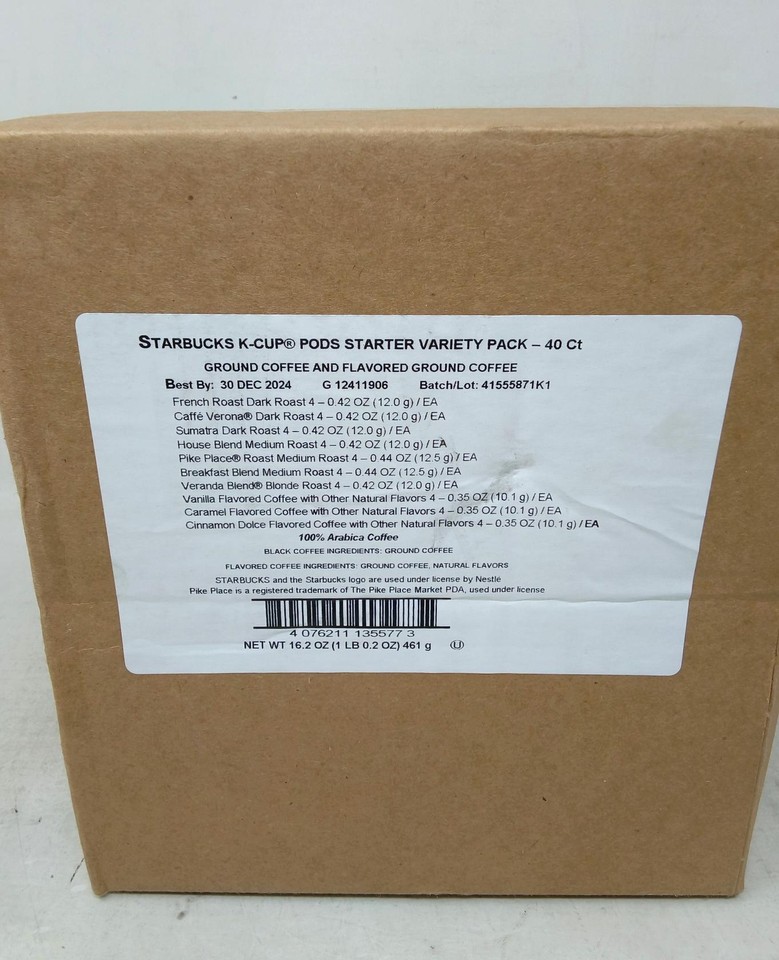 STARBUCKS K-CUP® PODS STARTER VARIETY PACK – 40 Ct
GROUND COFFEE AND FLAVORED GROUND COFFEE
Best By: 30 DEC 2024 G 12411906 Batch/Lot: 41555871K1
French Roast Dark Roast 4 – 0.42 OZ (12.0 g) / EA
Caffé Verona® Dark Roast 4 – 0.42 OZ (12.0 g) / EA
Sumatra Dark Roast 4 – 0.42 OZ (12.0 g) / EA
House Blend Medium Roast 4 – 0.42 OZ (12.0 g) / EA
Pike Place® Roast Medium Roast 4 – 0.44 OZ (12.5 g) / EA
Breakfast Blend Medium Roast 4 – 0.44 OZ (12.5 g) / EA
Veranda Blend® Blonde Roast 4 – 0.42 OZ (12.0 g) / EA
Vanilla Flavored Coffee with Other Natural Flavors 4 – 0.35 OZ (10.1 g) / EA
Caramel Flavored Coffee with Other Natural Flavors 4 – 0.35 OZ (10.1 g) / EA
Cinnamon Dolce Flavored Coffee with Other Natural Flavors 4 – 0.35 OZ (10.1 g) / EA
100% Arabica Coffee
BLACK COFFEE INGREDIENTS: GROUND COFFEE
FLAVORED COFFEE INGREDIENTS: GROUND COFFEE, NATURAL FLAVORS
STARBUCKS and the Starbucks logo are used under license by Nestlé
Pike Place is a registered trademark of The Pike Place Market PDA, used under license
4 076211 135577 3
NET WT 16.2 OZ (1 LB 0.2 OZ) 461 g Ⓤ